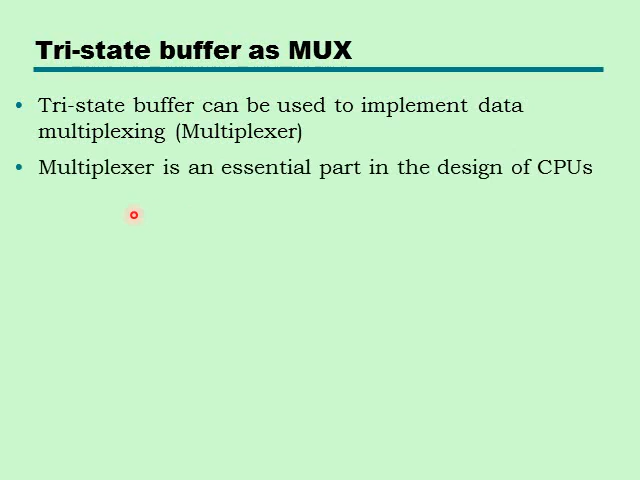 Tri-state buffer as MUX
• Tri-state buffer can be used to implement data
multiplexing (Multiplexer)
• Multiplexer is an essential part in the design of CPUs